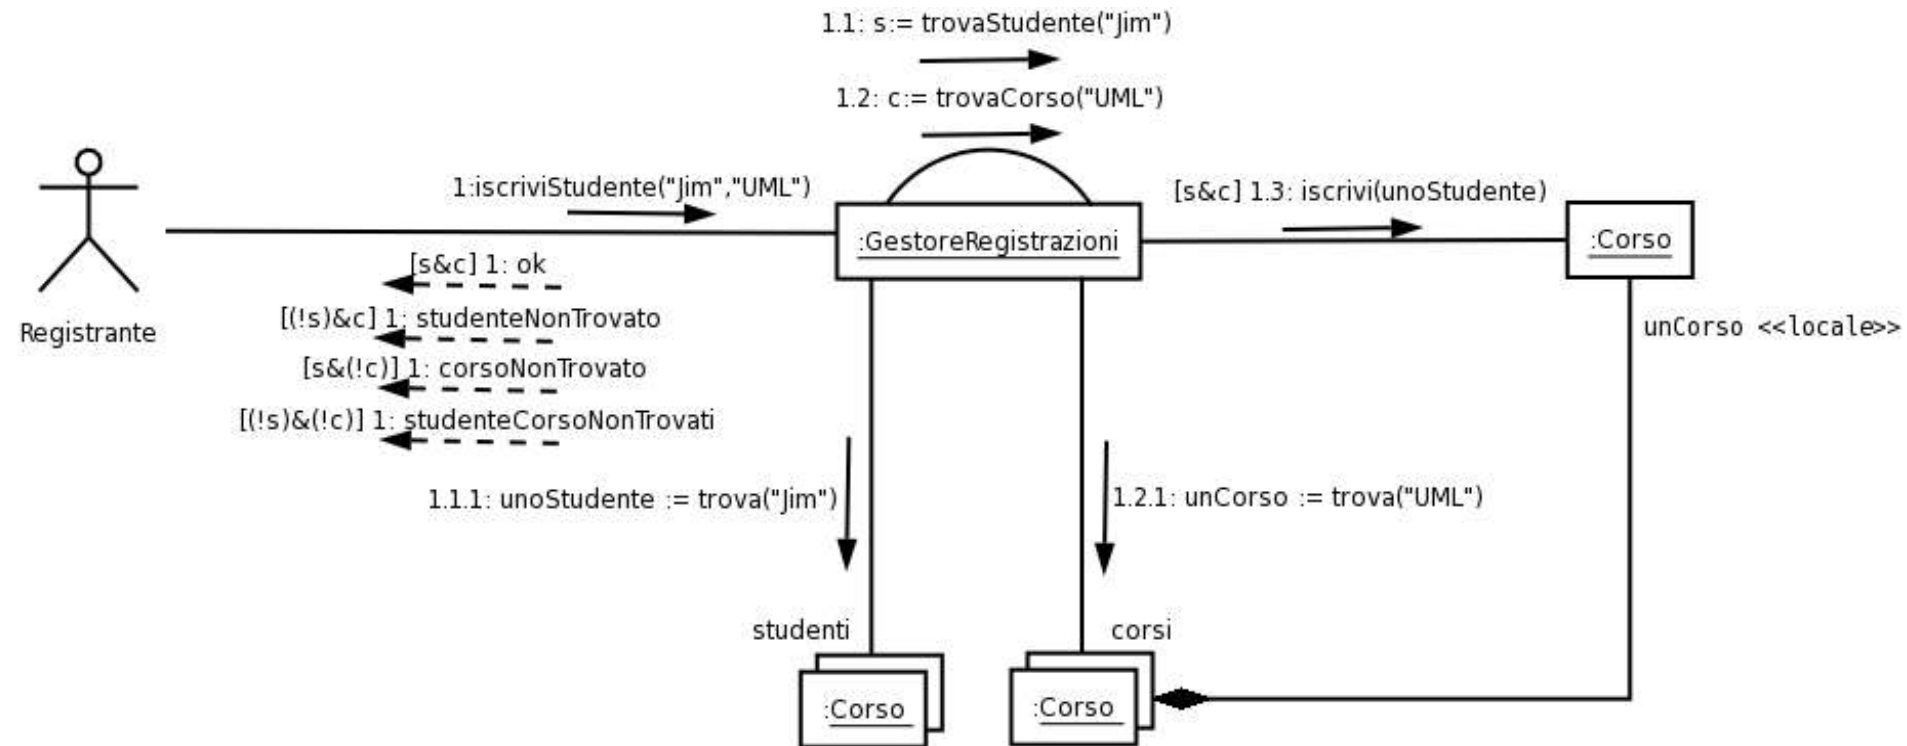 1.1: s:= trovaStudente("Jim")
1.2: c:= trovaCorso("UML")
1:iscriviStudente("Jim","UML")
[s&c] 1.3: iscrivi(unoStudente)
:GestoreRegistrazioni
:Corso
[s&c] 1: ok
[(!s)&c] 1: studenteNonTrovato
Registrante
unCorso <<locale>>
[s&(!c)] 1: corsoNonTrovato
[(!s)&(!c)] 1: studenteCorsoNonTrovati
1.1.1: unoStudente := trova("Jim")
1.2.1: unCorso := trova("UML")
studenti
corsi
:Corso
:Corso